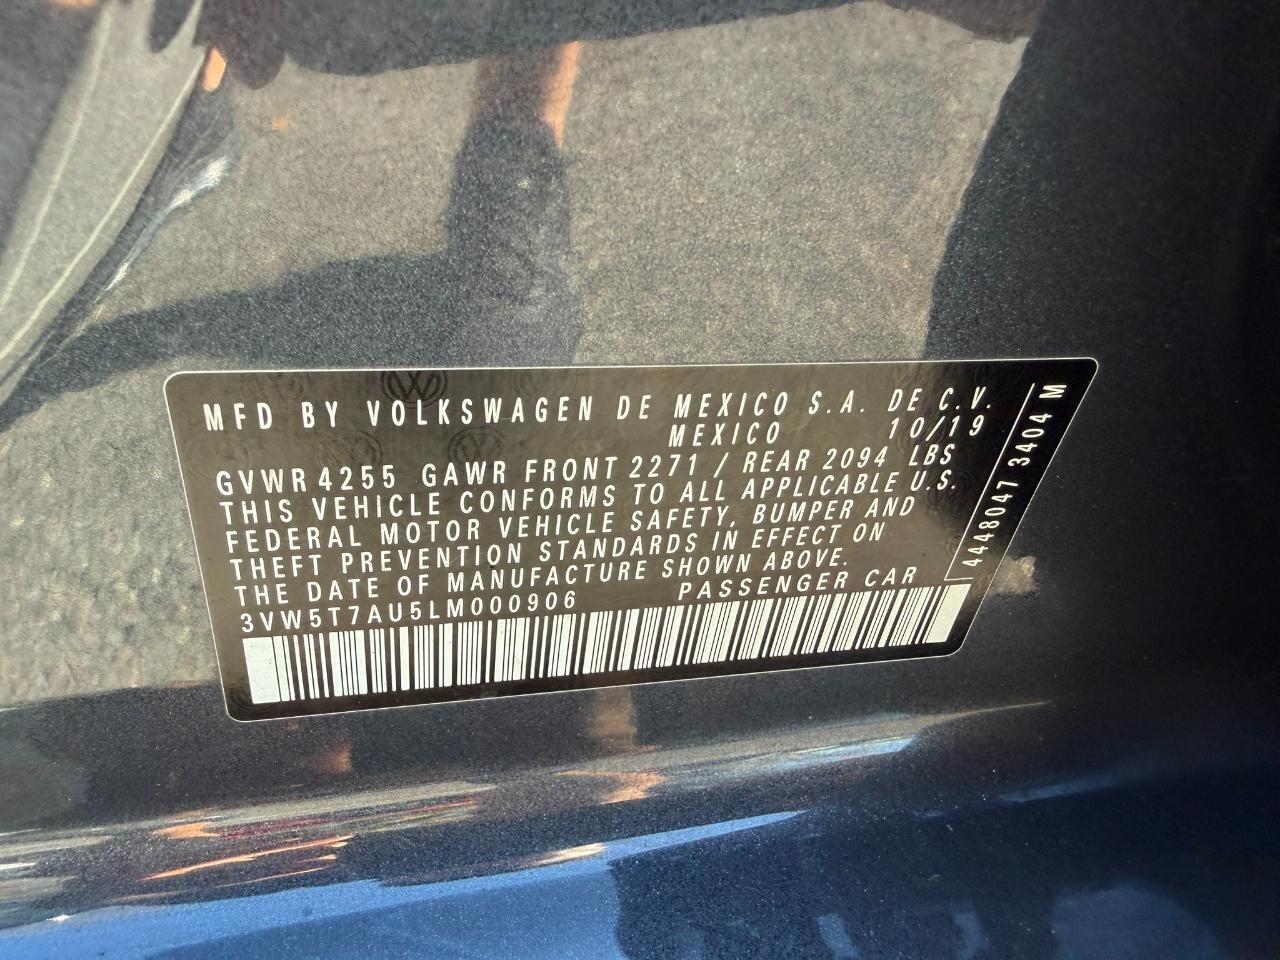 MFD BY VOLKSWAGEN DE MEXICO S.A. DE C.V.
MEXICO 10/19
GVWR 4255 GAWR FRONT 2271 / REAR 2094 LBS
THIS VEHICLE CONFORMS TO ALL APPLICABLE U.S.
FEDERAL MOTOR VEHICLE SAFETY, BUMPER AND
THEFT PREVENTION STANDARDS IN EFFECT ON
THE DATE OF MANUFACTURE SHOWN ABOVE.
3VW5T7AU5LM000906 PASSENGER CAR
4448047 3404 M